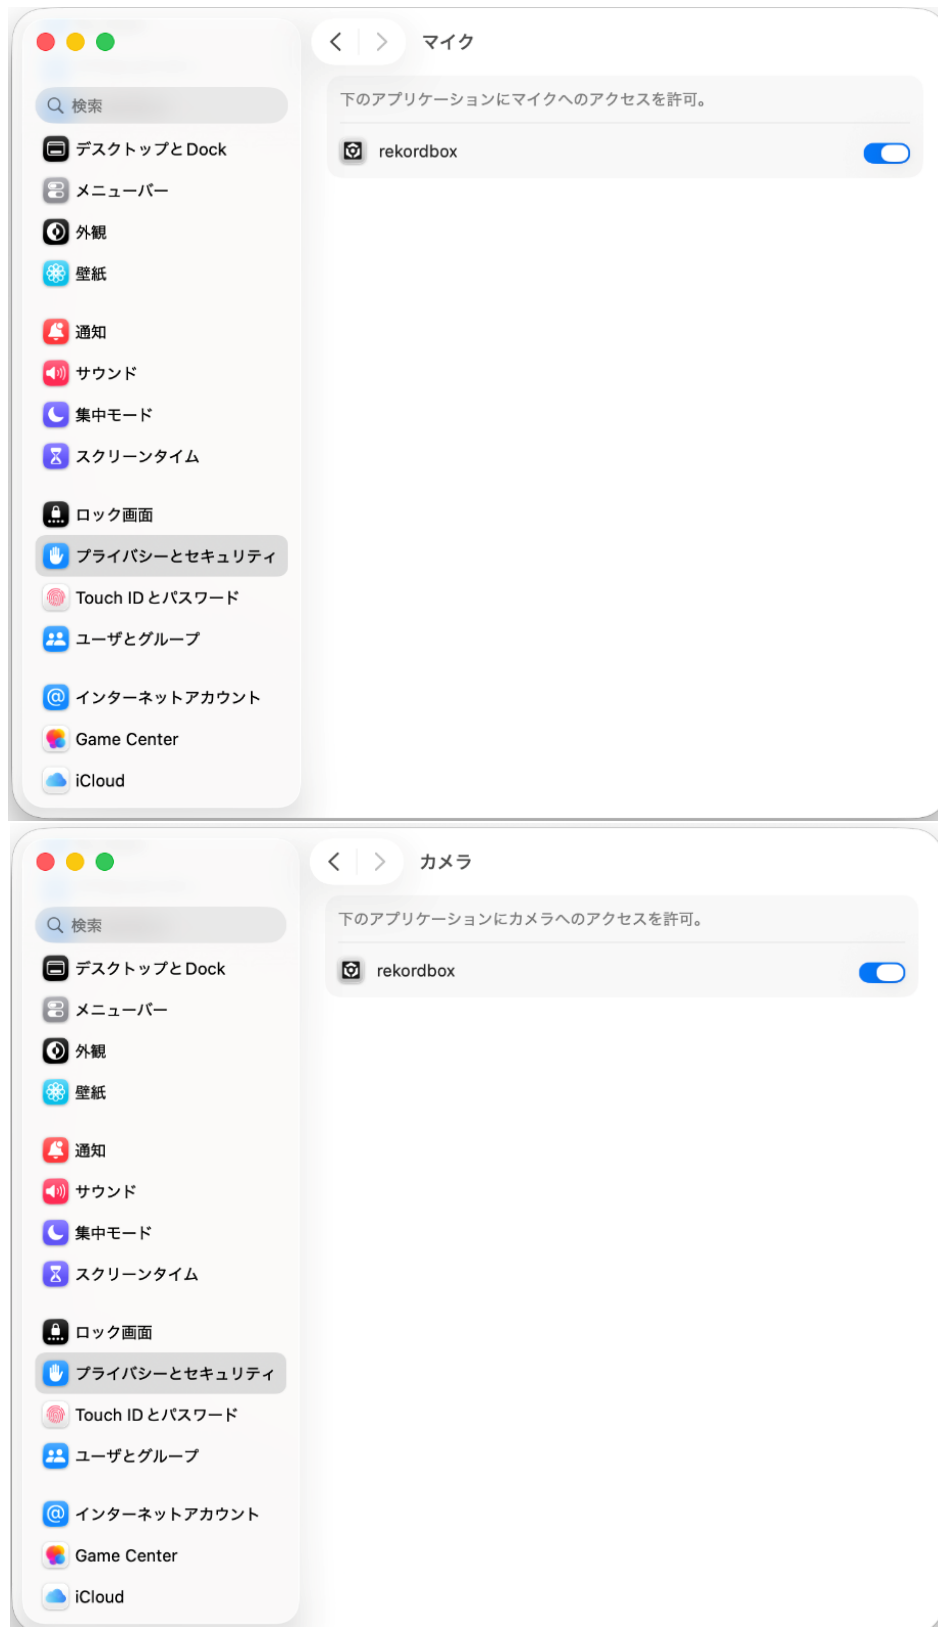 マイク
検索
下のアプリケーションにマイクへのアクセスを許可。
rekordbox
デスクトップとDock
メニューバー
外観
壁紙
通知
サウンド
集中モード
スクリーンタイム
ロック画面
プライバシーとセキュリティ
Touch IDとパスワード
ユーザとグループ
インターネットアカウント
Game Center
iCloud
カメラ
検索
下のアプリケーションにカメラへのアクセスを許可。
rekordbox
デスクトップとDock
メニューバー
外観
壁紙
通知
サウンド
集中モード
スクリーンタイム
ロック画面
プライバシーとセキュリティ
Touch IDとパスワード
ユーザとグループ
インターネットアカウント
Game Center
iCloud